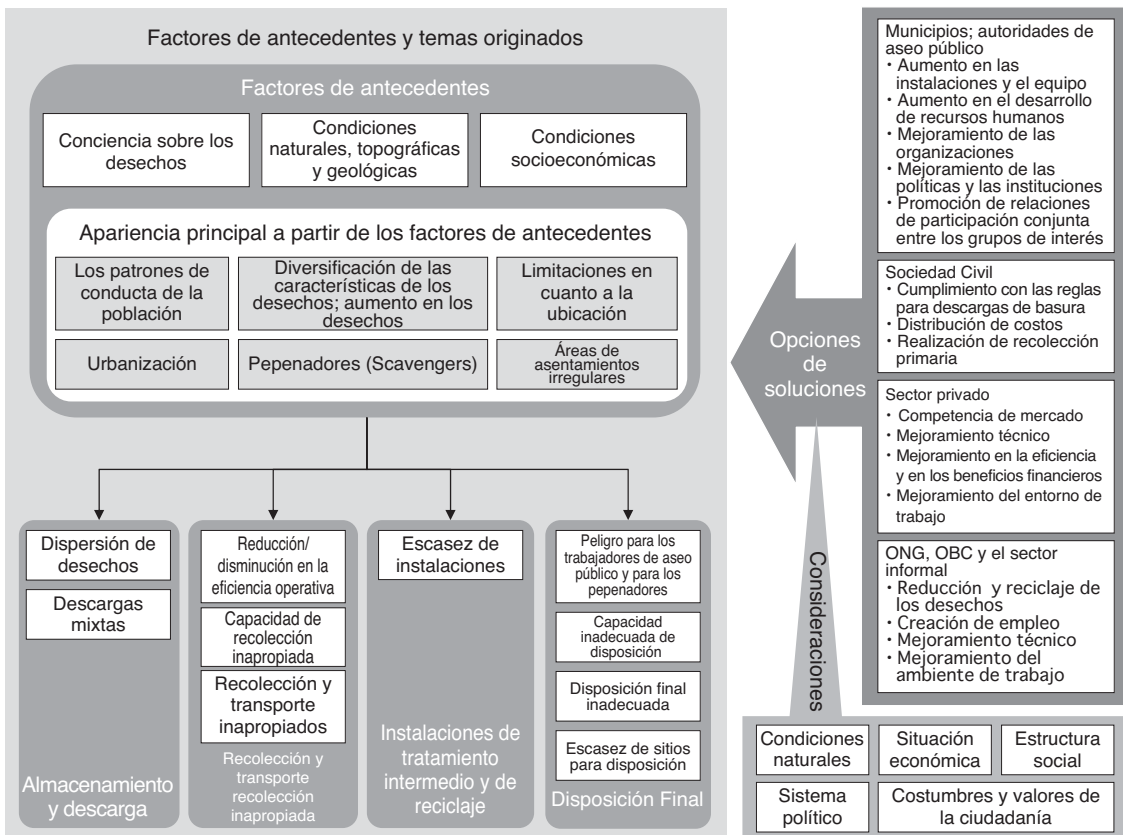 Factores de antecedentes y temas originados
Factores de antecedentes
Conciencia sobre los
desechos
Condiciones
naturales, topográficas
y geológicas
Condiciones
socioeconómicas
Apariencia principal a partir de los factores de antecedentes
Los patrones de
conducta de la
población
Diversificación de las
características de los
desechos; aumento en los
desechos
Limitaciones en
cuanto a la
ubicación
Urbanización
Pepenadores (Scavengers)
Áreas de
asentamientos
irregulares
Dispersión de
desechos
Descargas
mixtas
Almacenamiento
y descarga
Reducción/
disminución en la
eficiencia operativa
Capacidad de
recolección
inapropiada
Recolección y
transporte
inapropiados
Recolección y
transporte
recolección
inapropiada
Escasez de
instalaciones
Instalaciones de
tratamiento
intermedio y de
reciclaje
Peligro para los
trabajadores de aseo
público y para los
pepenadores
Capacidad
inadecuada de
disposición
Disposición final
inadecuada
Escasez de sitios
para disposición
Disposición Final
Opciones
de
soluciones
Consideraciones
Municipios; autoridades de
aseo público
・Aumento en las
instalaciones y el equipo
・Aumento en el desarrollo
de recursos humanos
・Mejoramiento de las
organizaciones
・Mejoramiento de las
políticas y las instituciones
・Promoción de relaciones
de participación conjunta
entre los grupos de interés
Sociedad Civil
・Cumplimiento con las reglas
para descargas de basura
・Distribución de costos
・Realización de recolección
primaria
Sector privado
・Competencia de mercado
・Mejoramiento técnico
・Mejoramiento en la eficiencia
y en los beneficios financieros
・Mejoramiento del entorno de
trabajo
ONG, OBC y el sector
informal
・Reducción y reciclaje de
los desechos
・Creación de empleo
・Mejoramiento técnico
・Mejoramiento del
ambiente de trabajo
Condiciones
naturales
Situación
económica
Estructura
social
Sistema
político
Costumbres y valores de
la ciudadanía